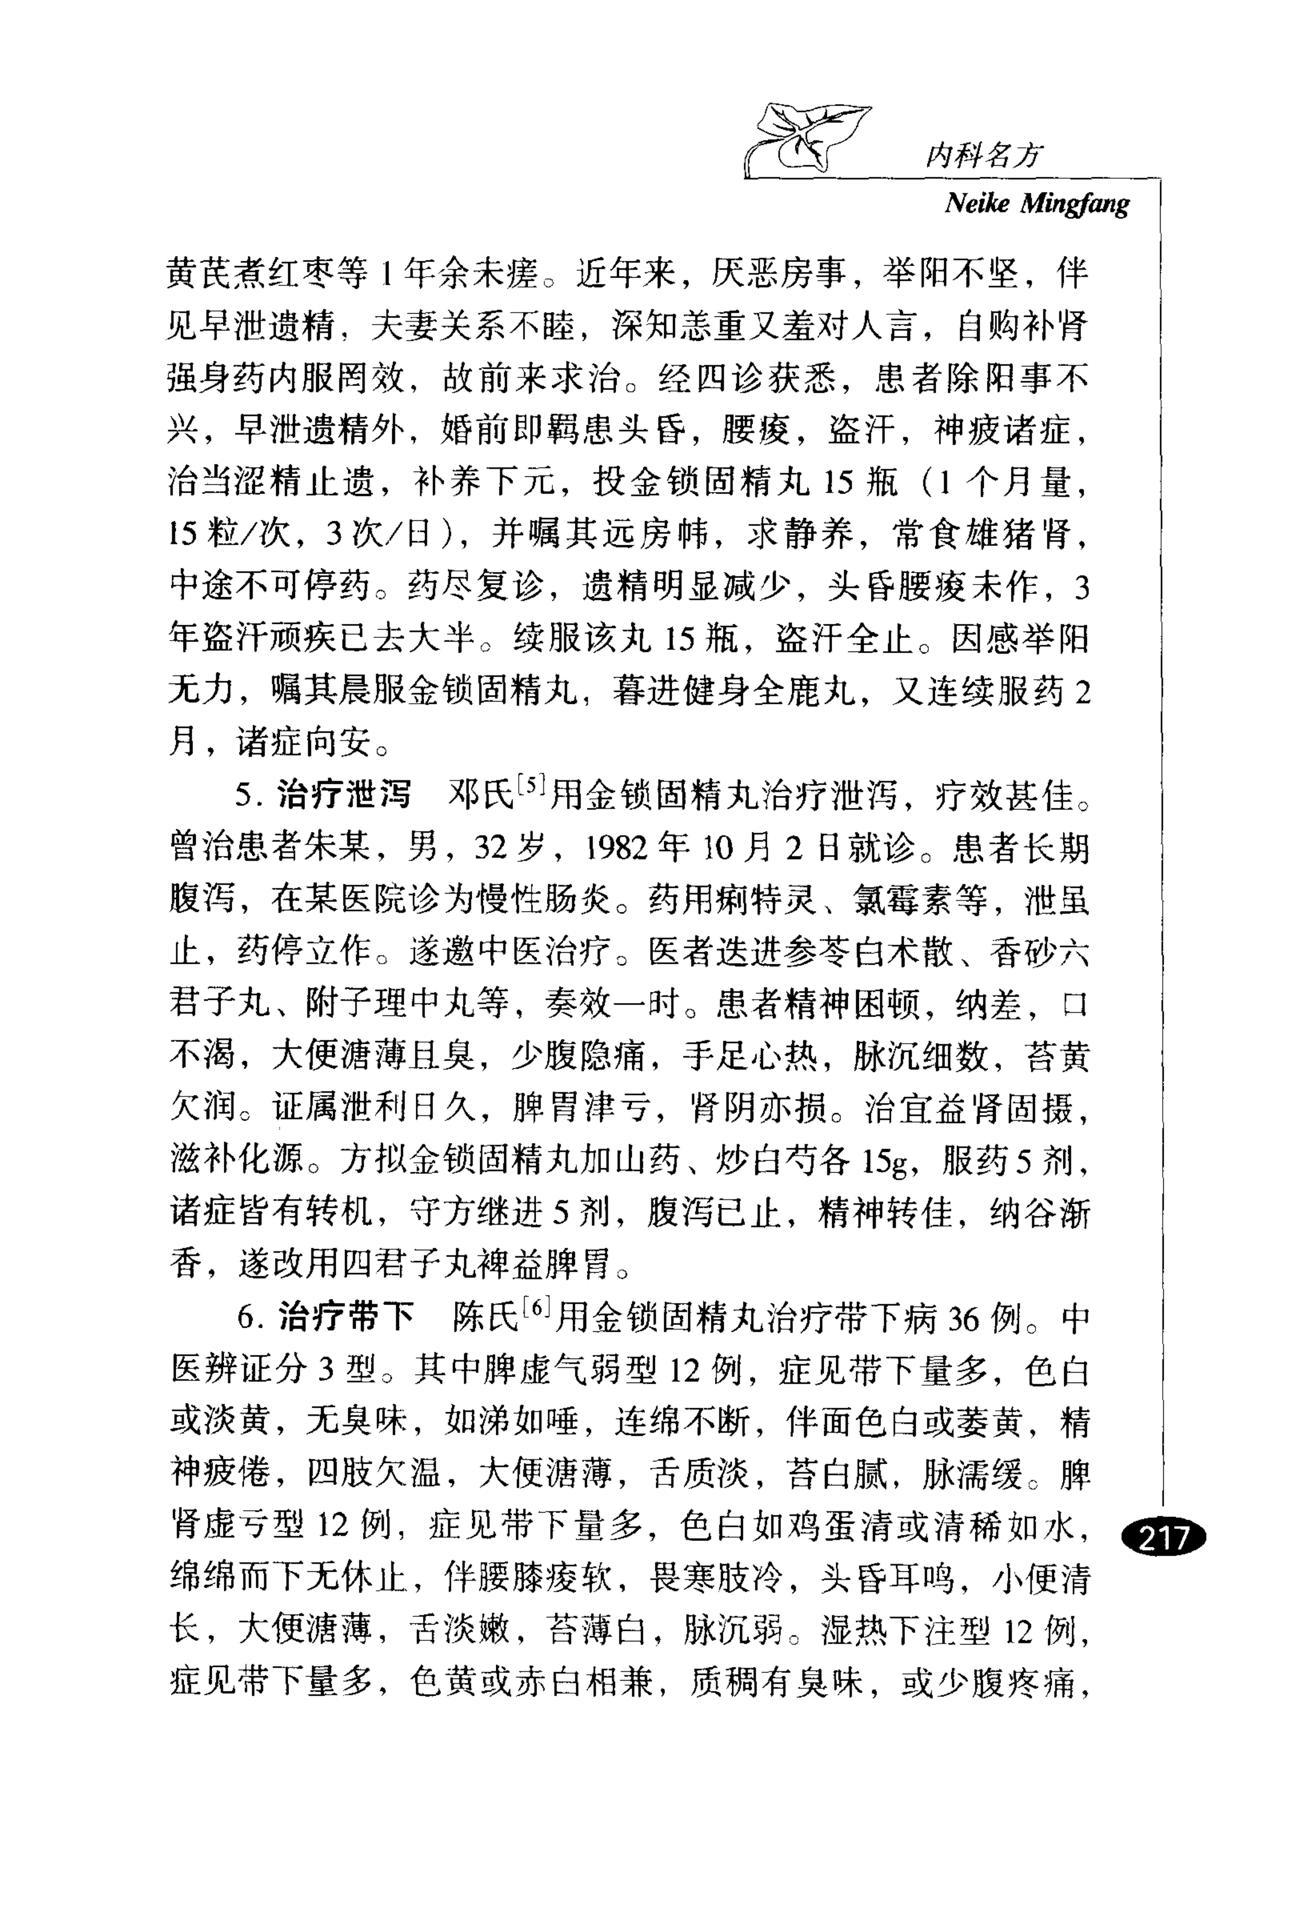 内科名方
Neike Mingfang
黄芪煮红枣等 1 年余未瘥。近年来，厌恶房事，举阳不坚，伴
见早泄遗精，夫妻关系不睦，深知恙重又羞对人言，自购补肾
强身药内服罔效，故前来求治。经四诊获悉，患者除阳事不
兴，早泄遗精外，婚前即羁患头昏，腰痠，盗汗，神疲诸症，
治当涩精止遗，补养下元，投金锁固精丸 15 瓶（1 个月量，
15 粒/次，3 次/日），并嘱其远房帏，求静养，常食雄猪肾，
中途不可停药。药尽复诊，遗精明显减少，头昏腰痠未作，3
年盗汗顽疾已去大半。续服该丸 15 瓶，盗汗全止。因感举阳
无力，嘱其晨服金锁固精丸，暮进健身全鹿丸，又连续服药 2
月，诸症向安。
5. 治疗泄泻 邓氏[5]用金锁固精丸治疗泄泻，疗效甚佳。
曾治患者朱某，男，32 岁，1982 年 10 月 2 日就诊。患者长期
腹泻，在某医院诊为慢性肠炎。药用痢特灵、氯霉素等，泄虽
止，药停立作。遂邀中医治疗。医者迭进参苓白术散、香砂六
君子丸、附子理中丸等，奏效一时。患者精神困顿，纳差，口
不渴，大便溏薄且臭，少腹隐痛，手足心热，脉沉细数，苔黄
欠润。证属泄利日久，脾胃津亏，肾阴亦损。治宜益肾固摄，
滋补化源。方拟金锁固精丸加山药、炒白芍各 15g，服药 5 剂，
诸症皆有转机，守方继进 5 剂，腹泻已止，精神转佳，纳谷渐
香，遂改用四君子丸裨益脾胃。
6. 治疗带下 陈氏[6]用金锁固精丸治疗带下病 36 例。中
医辨证分 3 型。其中脾虚气弱型 12 例，症见带下量多，色白
或淡黄，无臭味，如涕如唾，连绵不断，伴面色白或萎黄，精
神疲倦，四肢欠温，大便溏薄，舌质淡，苔白腻，脉濡缓。脾
肾虚亏型 12 例，症见带下量多，色白如鸡蛋清或清稀如水，
绵绵而下无休止，伴腰膝痠软，畏寒肢冷，头昏耳鸣，小便清
长，大便溏薄，舌淡嫩，苔薄白，脉沉弱。湿热下注型 12 例，
症见带下量多，色黄或赤白相兼，质稠有臭味，或少腹疼痛，
217